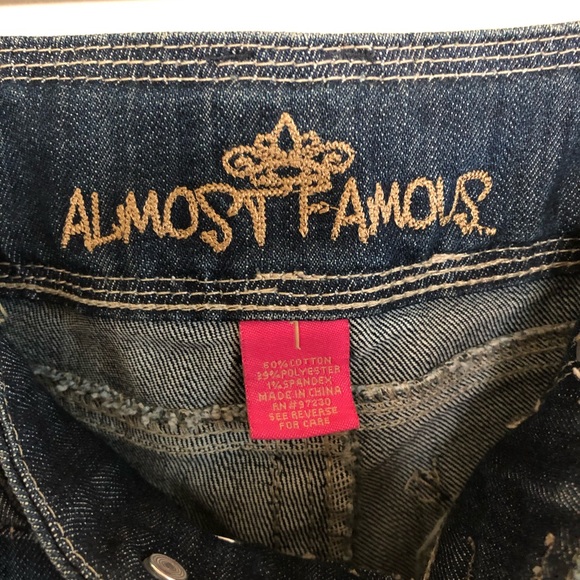 ALMOST FAMOUS
1
60% COTTON
39% POLYESTER
1% SPANDEX
MADE IN CHINA
RN# 97230
SEE REVERSE
FOR CARE